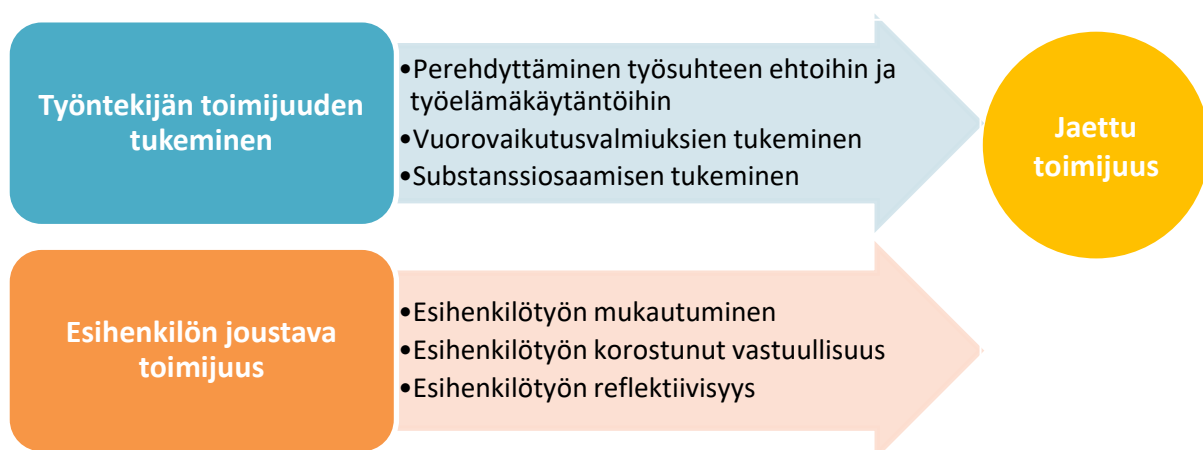 Työntekijän toimijuuden
tukeminen
•Perehdyttäminen työsuhteen ehtoihin ja
työelämäkäytäntöihin
•Vuorovaikutusvalmiuksien tukeminen
•Substanssiosaamisen tukeminen
Jaettu
toimijuus
Esihenkilön joustava
toimijuus
•Esihenkilötyön mukautuminen
•Esihenkilötyön korostunut vastuullisuus
•Esihenkilötyön reflektiivisyys